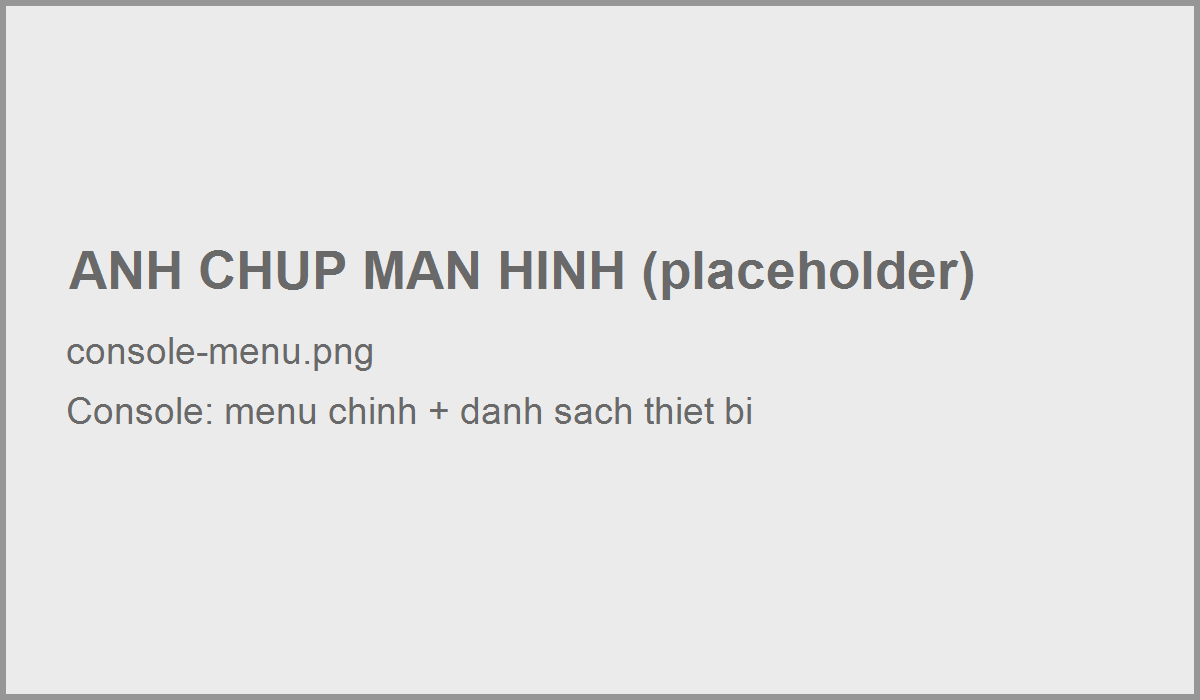 ANH CHUP MAN HINH (placeholder)
console-menu.png
Console: menu chinh + danh sach thiet bi